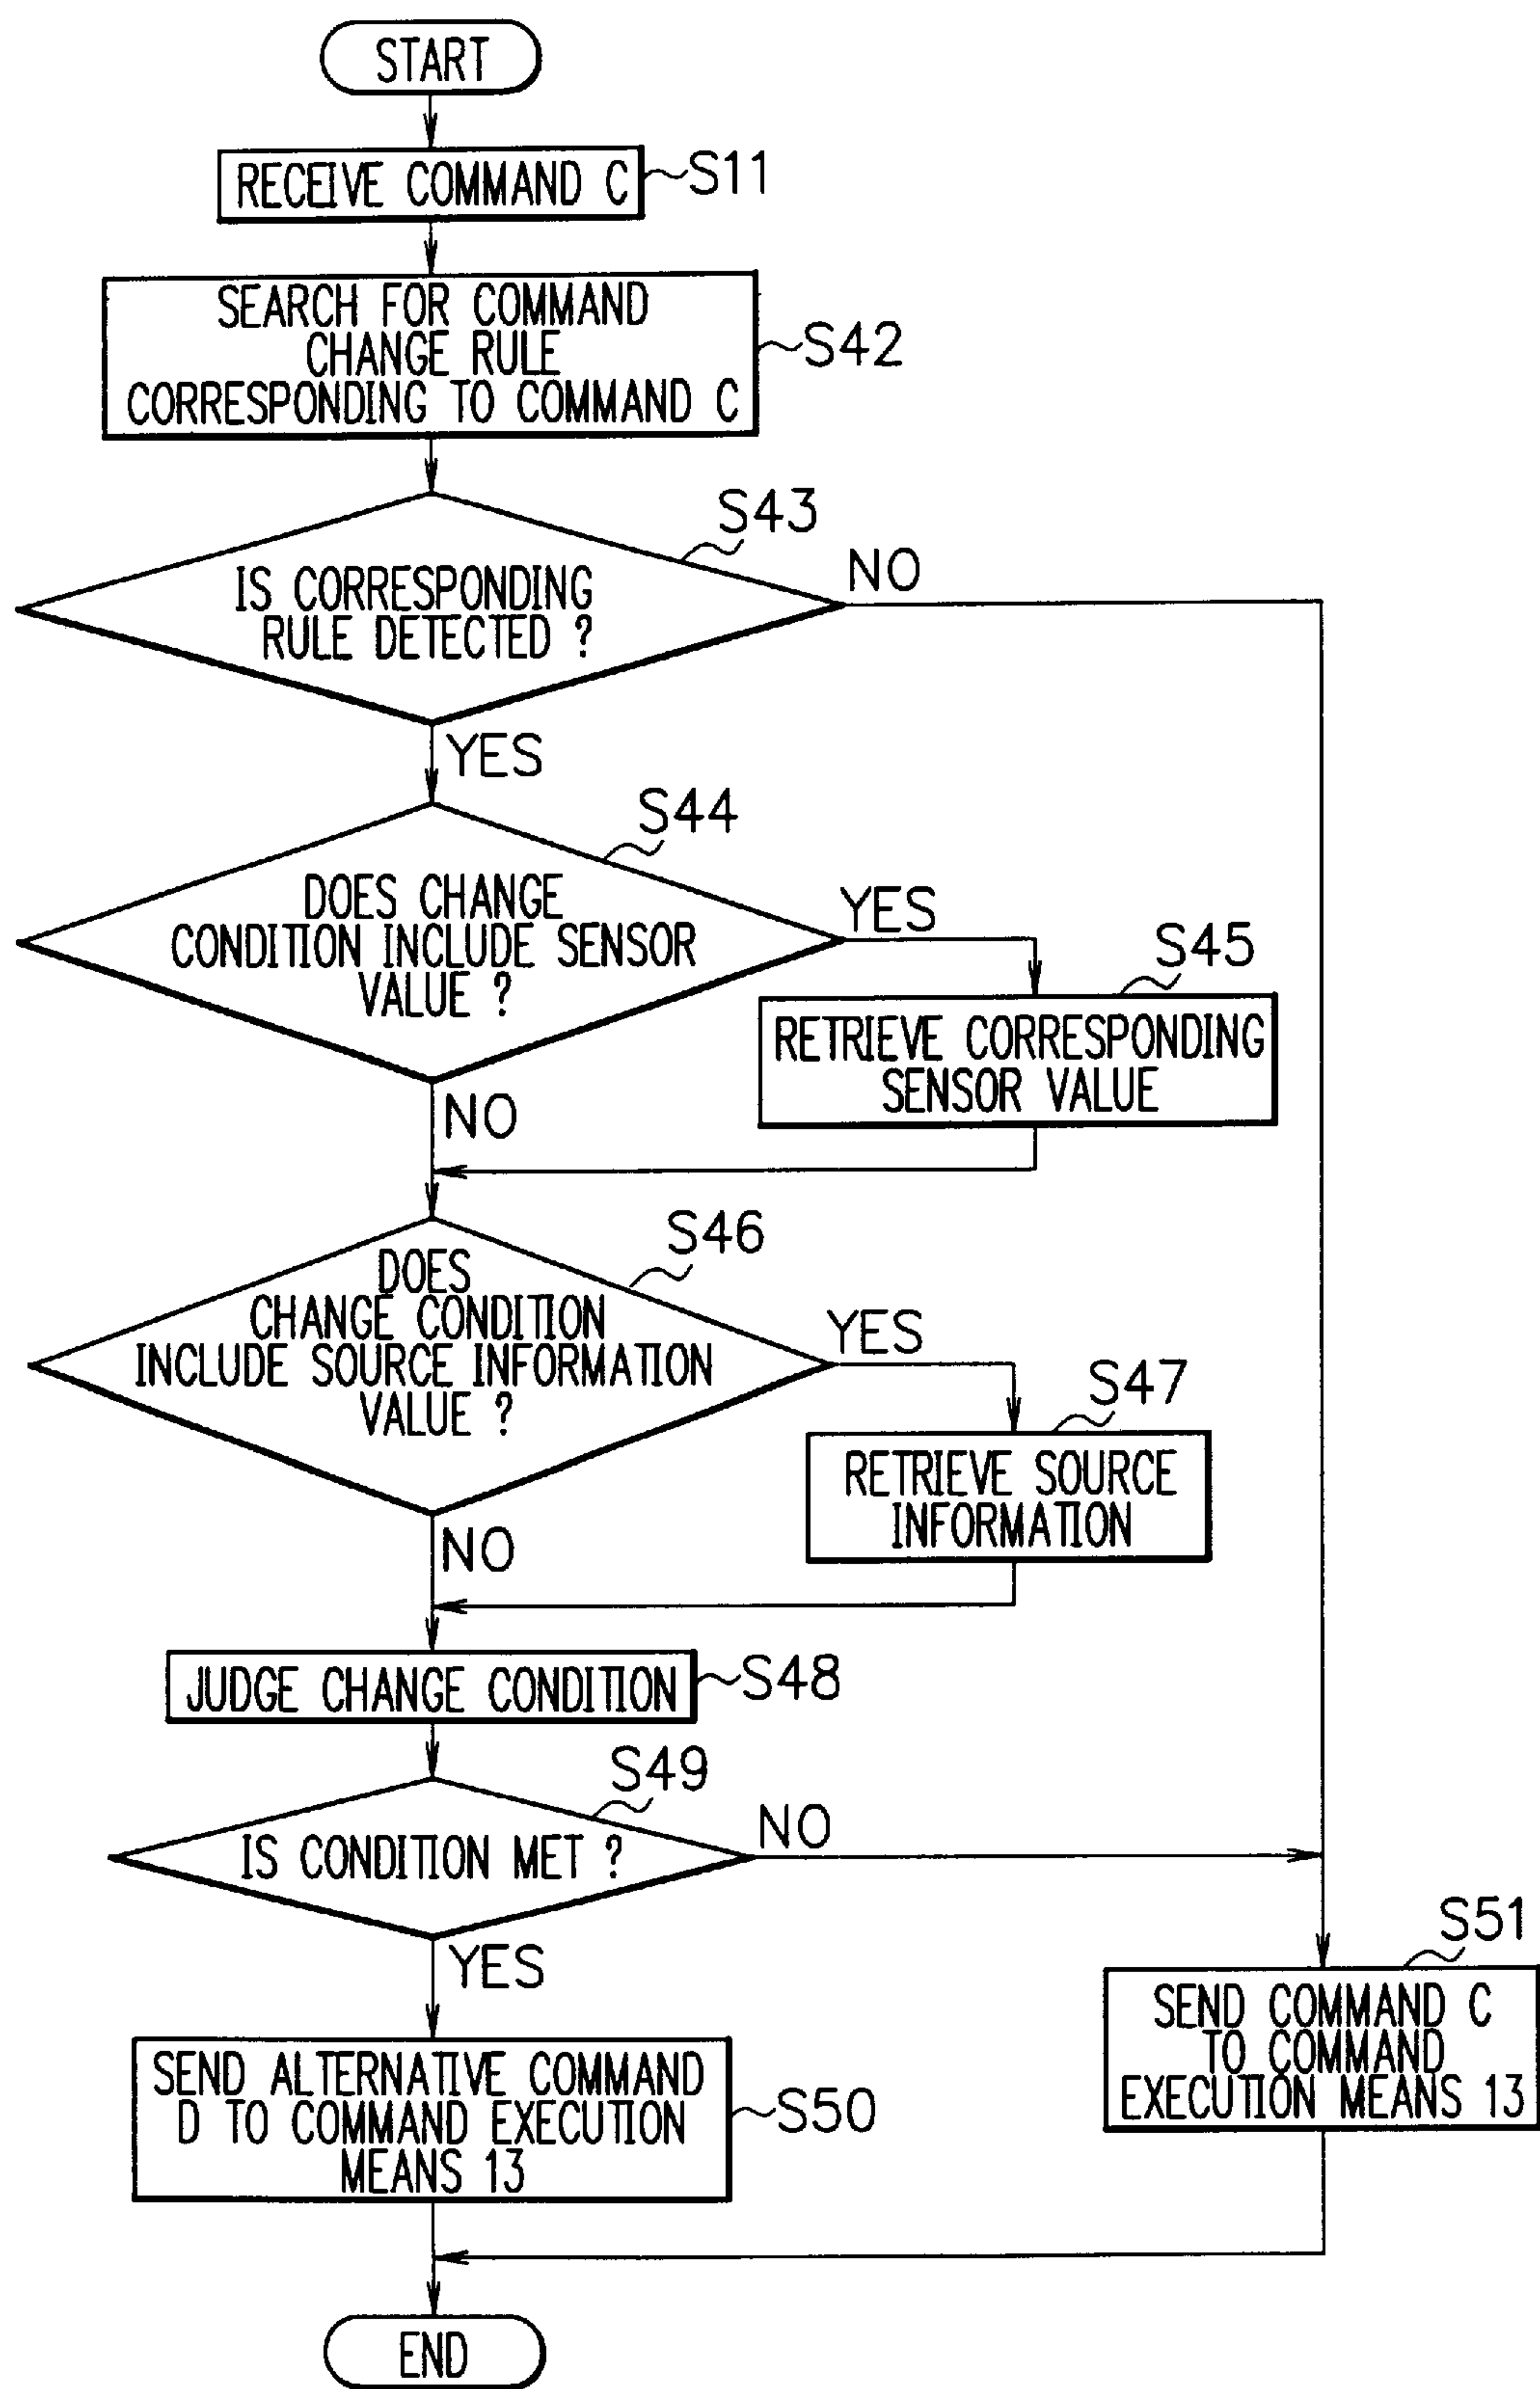 START
RECEIVE COMMAND C
S11
SEARCH FOR COMMAND
CHANGE RULE
CORRESPONDING TO COMMAND C
S42
S43
IS CORRESPONDING
RULE DETECTED ?
NO
YES
S44
DOES CHANGE
CONDITION INCLUDE SENSOR
VALUE ?
YES
S45
RETRIEVE CORRESPONDING
SENSOR VALUE
NO
S46
DOES
CHANGE CONDITION
INCLUDE SOURCE INFORMATION
VALUE ?
YES
S47
RETRIEVE SOURCE
INFORMATION
NO
JUDGE CHANGE CONDITION
S48
S49
IS CONDITION MET ?
NO
YES
S51
SEND COMMAND C
TO COMMAND
EXECUTION MEANS 13
SEND ALTERNATIVE COMMAND
D TO COMMAND EXECUTION
MEANS 13
S50
END